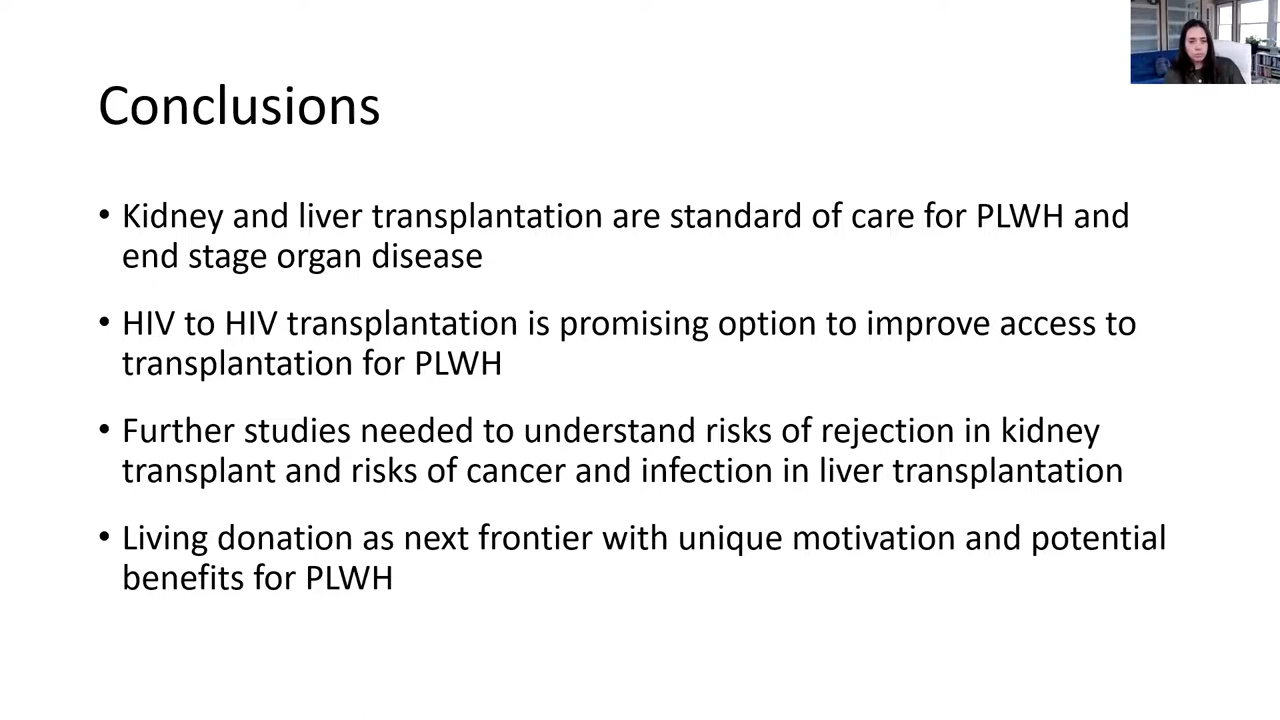 Conclusions
• Kidney and liver transplantation are standard of care for PLWH and
end stage organ disease
• HIV to HIV transplantation is promising option to improve access to
transplantation for PLWH
• Further studies needed to understand risks of rejection in kidney
transplant and risks of cancer and infection in liver transplantation
• Living donation as next frontier with unique motivation and potential
benefits for PLWH